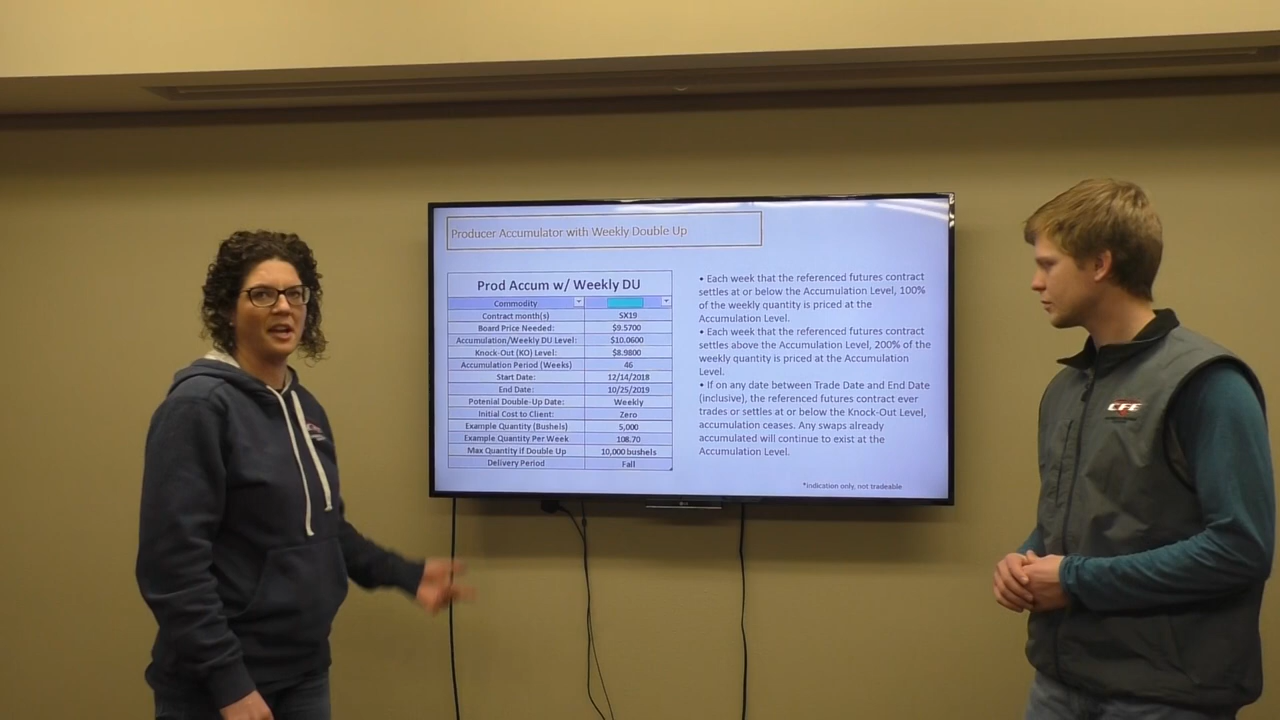 Producer Accumulator with Weekly Double Up
Prod Accum w/ Weekly DU
Commodity
Contract month(s) SX19
Board Price Needed: $9.5700
Accumulation/Weekly DU Level: $10.0600
Knock-Out (KO) Level: $8.9800
Accumulation Period (Weeks) 46
Start Date: 12/14/2018
End Date: 10/25/2019
Potenial Double-Up Date: Weekly
Initial Cost to Client: Zero
Example Quantity (Bushels) 5,000
Example Quantity Per Week 108.70
Max Quantity if Double Up 10,000 bushels
Delivery Period Fall
• Each week that the referenced futures contract
settles at or below the Accumulation Level, 100%
of the weekly quantity is priced at the
Accumulation Level.
• Each week that the referenced futures contract
settles above the Accumulation Level, 200% of the
weekly quantity is priced at the Accumulation
Level.
• If on any date between Trade Date and End Date
(inclusive), the referenced futures contract ever
trades or settles at or below the Knock-Out Level,
accumulation ceases. Any swaps already
accumulated will continue to exist at the
Accumulation Level.
*Indication only, not tradeable
CFE